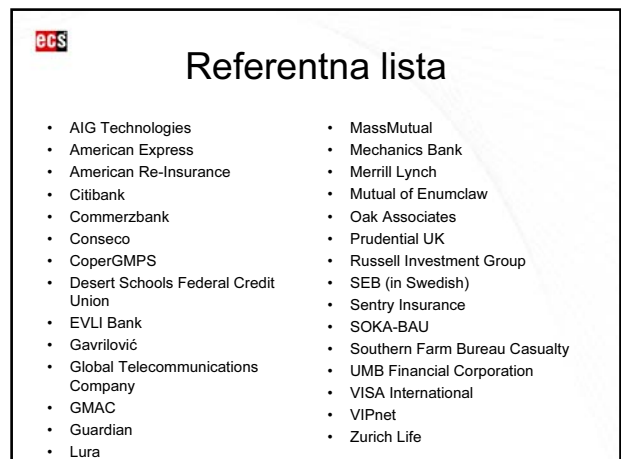 ecs
Referentna lista
• AIG Technologies
• American Express
• American Re-Insurance
• Citibank
• Commerzbank
• Conseco
• CoperGMPS
• Desert Schools Federal Credit
Union
• EVLI Bank
• Gavrilović
• Global Telecommunications
Company
• GMAC
• Guardian
• Lura
• MassMutual
• Mechanics Bank
• Merrill Lynch
• Mutual of Enumclaw
• Oak Associates
• Prudential UK
• Russell Investment Group
• SEB (in Swedish)
• Sentry Insurance
• SOKA-BAU
• Southern Farm Bureau Casualty
• UMB Financial Corporation
• VISA International
• VIPnet
• Zurich Life